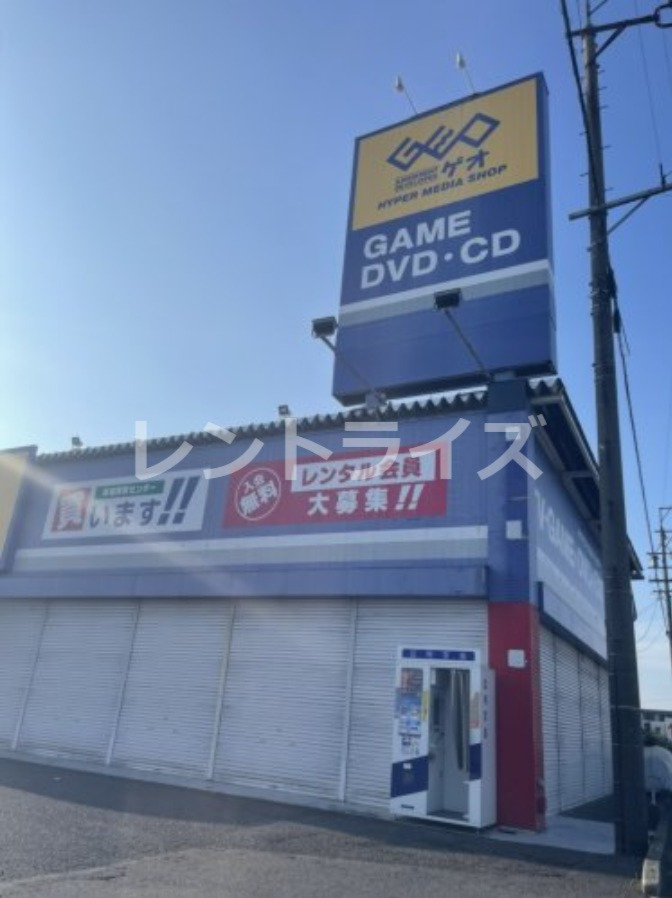 GEO
ゲオ
HYPER MEDIA SHOP
GAME
DVD・CD
レントライズ
買います!!
入会
無料
レンタル会員
大募集!!